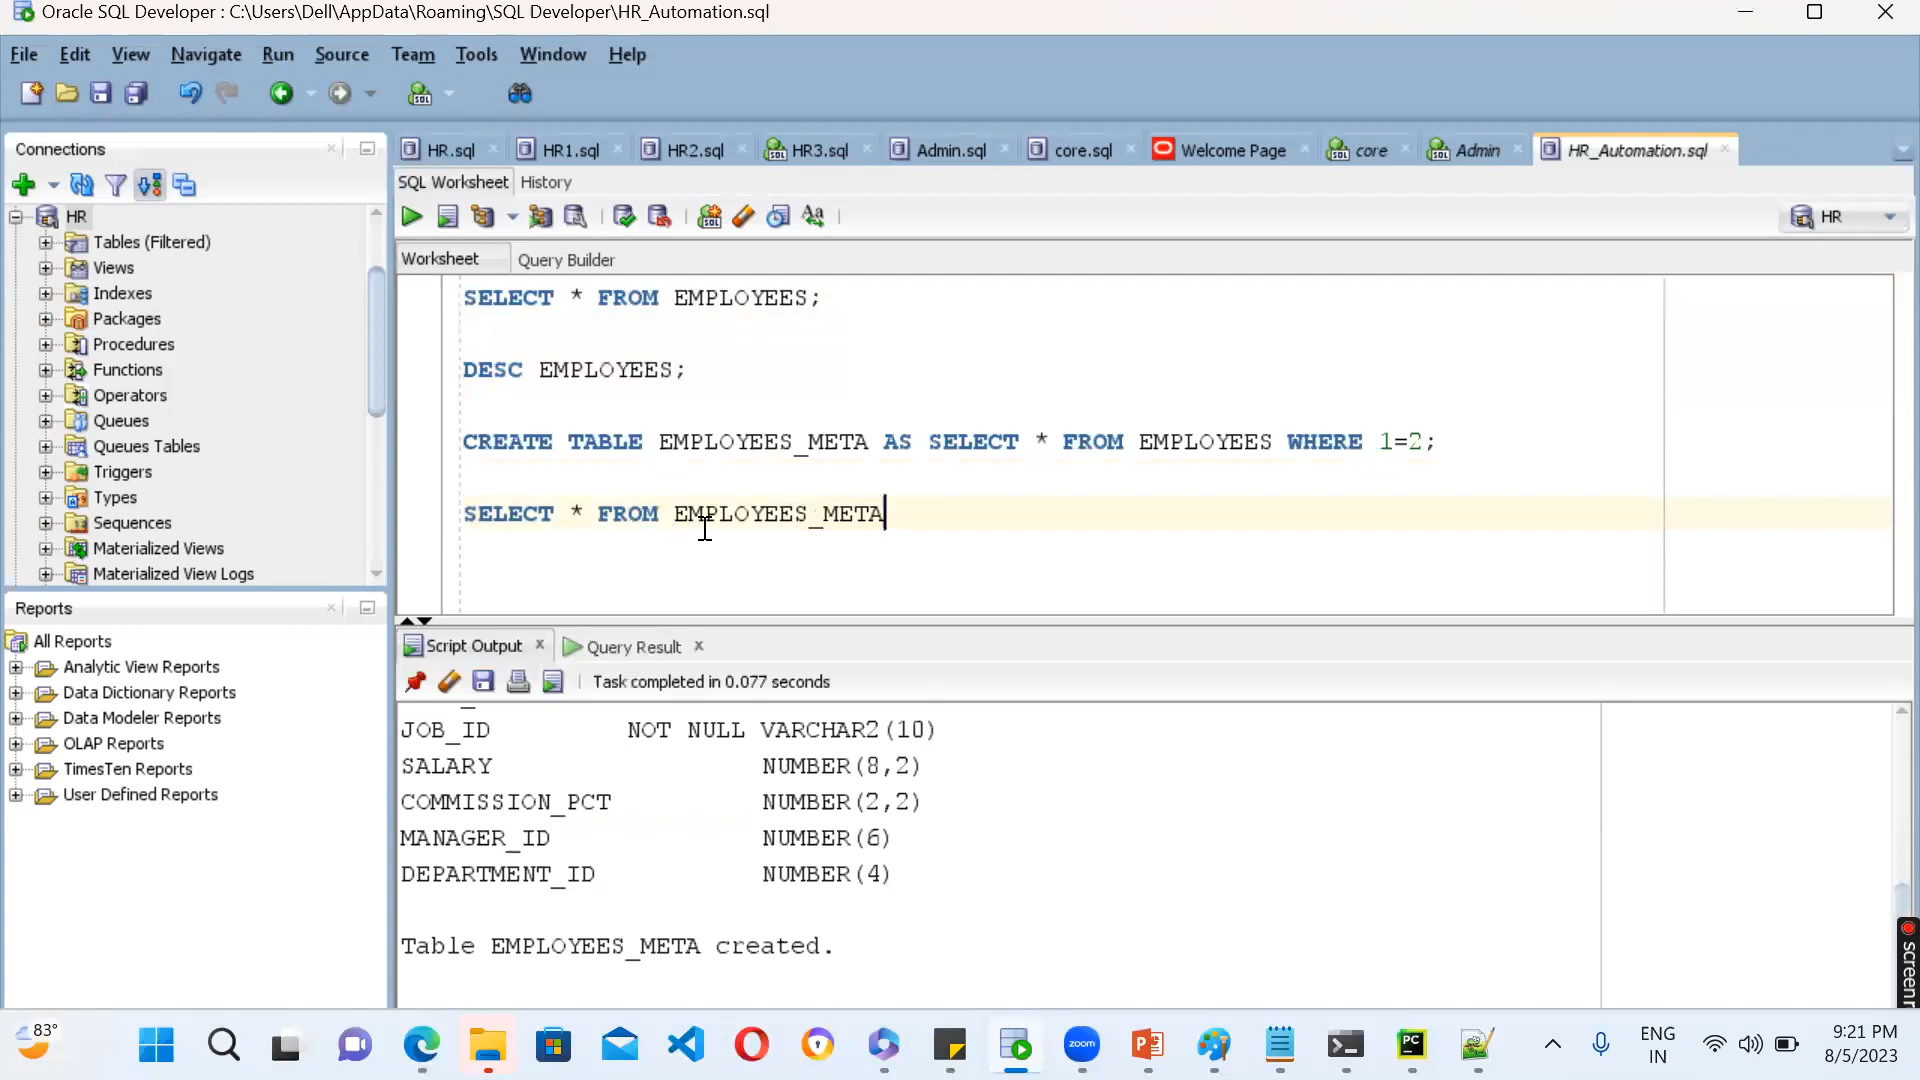 Oracle SQL Developer : C:\Users\Dell\AppData\Roaming\SQL Developer\HR_Automation.sql
File Edit View Navigate Run Source Team Tools Window Help
Connections
HR.sql HR1.sql HR2.sql HR3.sql Admin.sql core.sql Welcome Page core Admin HR_Automation.sql
SQL Worksheet History
HR
Worksheet Query Builder
HR
Tables (Filtered)
Views
Indexes
Packages
Procedures
Functions
Operators
Queues
Queues Tables
Triggers
Types
Sequences
Materialized Views
Materialized View Logs
SELECT * FROM EMPLOYEES;
DESC EMPLOYEES;
CREATE TABLE EMPLOYEES_META AS SELECT * FROM EMPLOYEES WHERE 1=2;
SELECT * FROM EMPLOYEES_META
Reports
All Reports
Analytic View Reports
Data Dictionary Reports
Data Modeler Reports
OLAP Reports
TimesTen Reports
User Defined Reports
Script Output Query Result
Task completed in 0.077 seconds
JOB_ID NOT NULL VARCHAR2(10)
SALARY NUMBER(8,2)
COMMISSION_PCT NUMBER(2,2)
MANAGER_ID NUMBER(6)
DEPARTMENT_ID NUMBER(4)
Table EMPLOYEES_META created.
83°
zoom
PC
ENG
IN
9:21 PM
8/5/2023